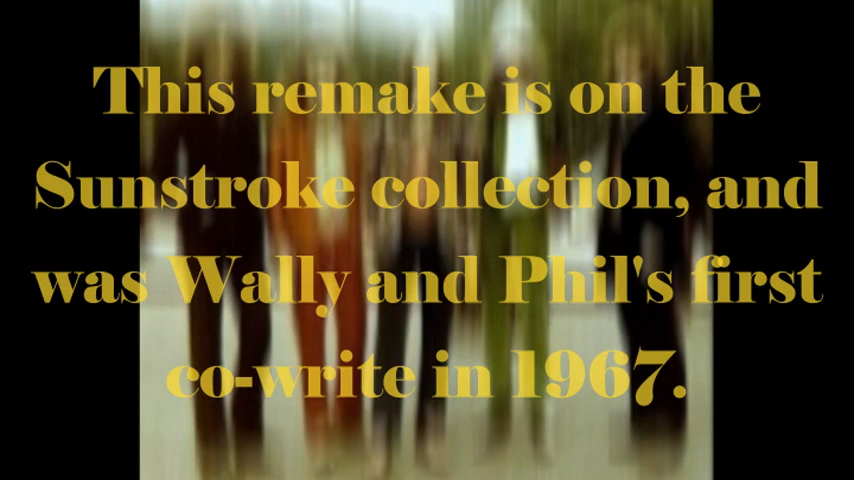 This remake is on the
Sunstroke collection, and
was Wally and Phil's first
co-write in 1967.